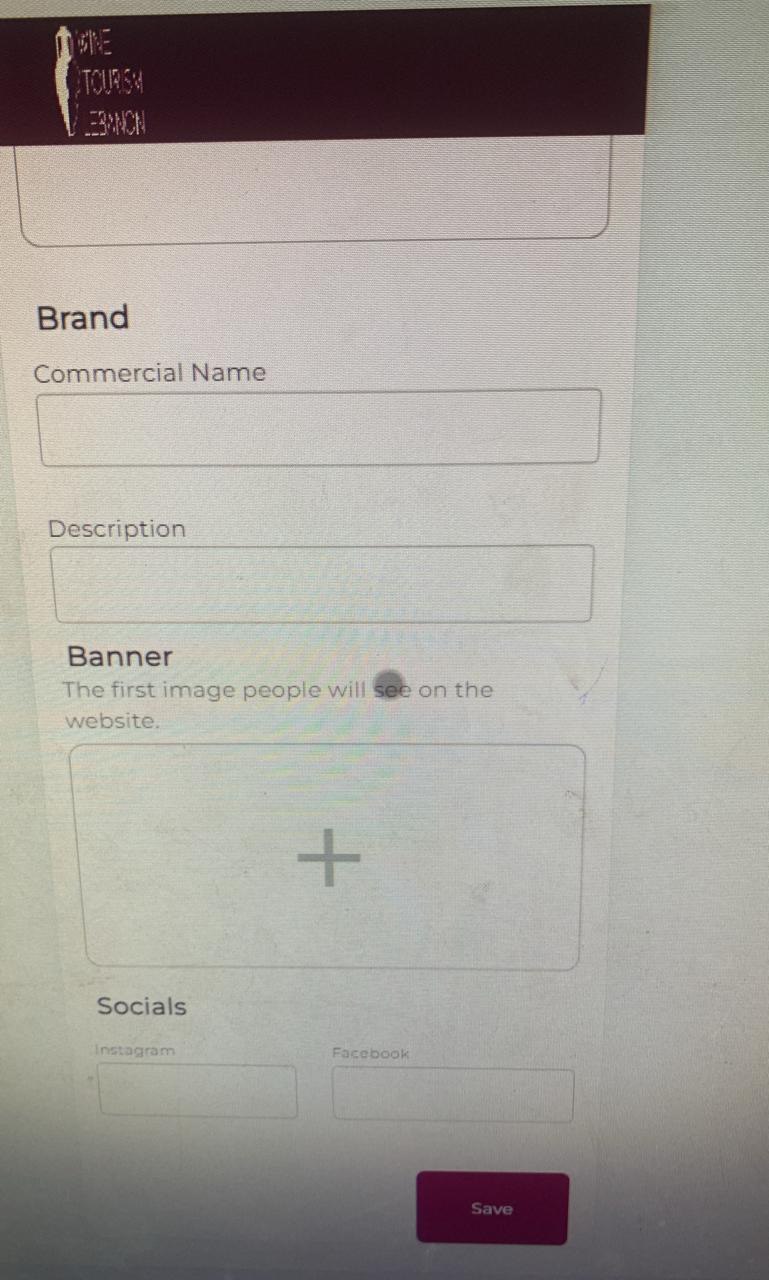 TOURISM
LEBANON
Brand
Commercial Name
Description
Banner
The first image people will see on the
website.
Socials
Instagram
Facebook
Save